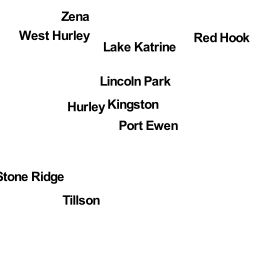 Zena
West Hurley
Lake Katrine
Red Hook
Lincoln Park
Hurley
Kingston
Port Ewen
Stone Ridge
Tillson